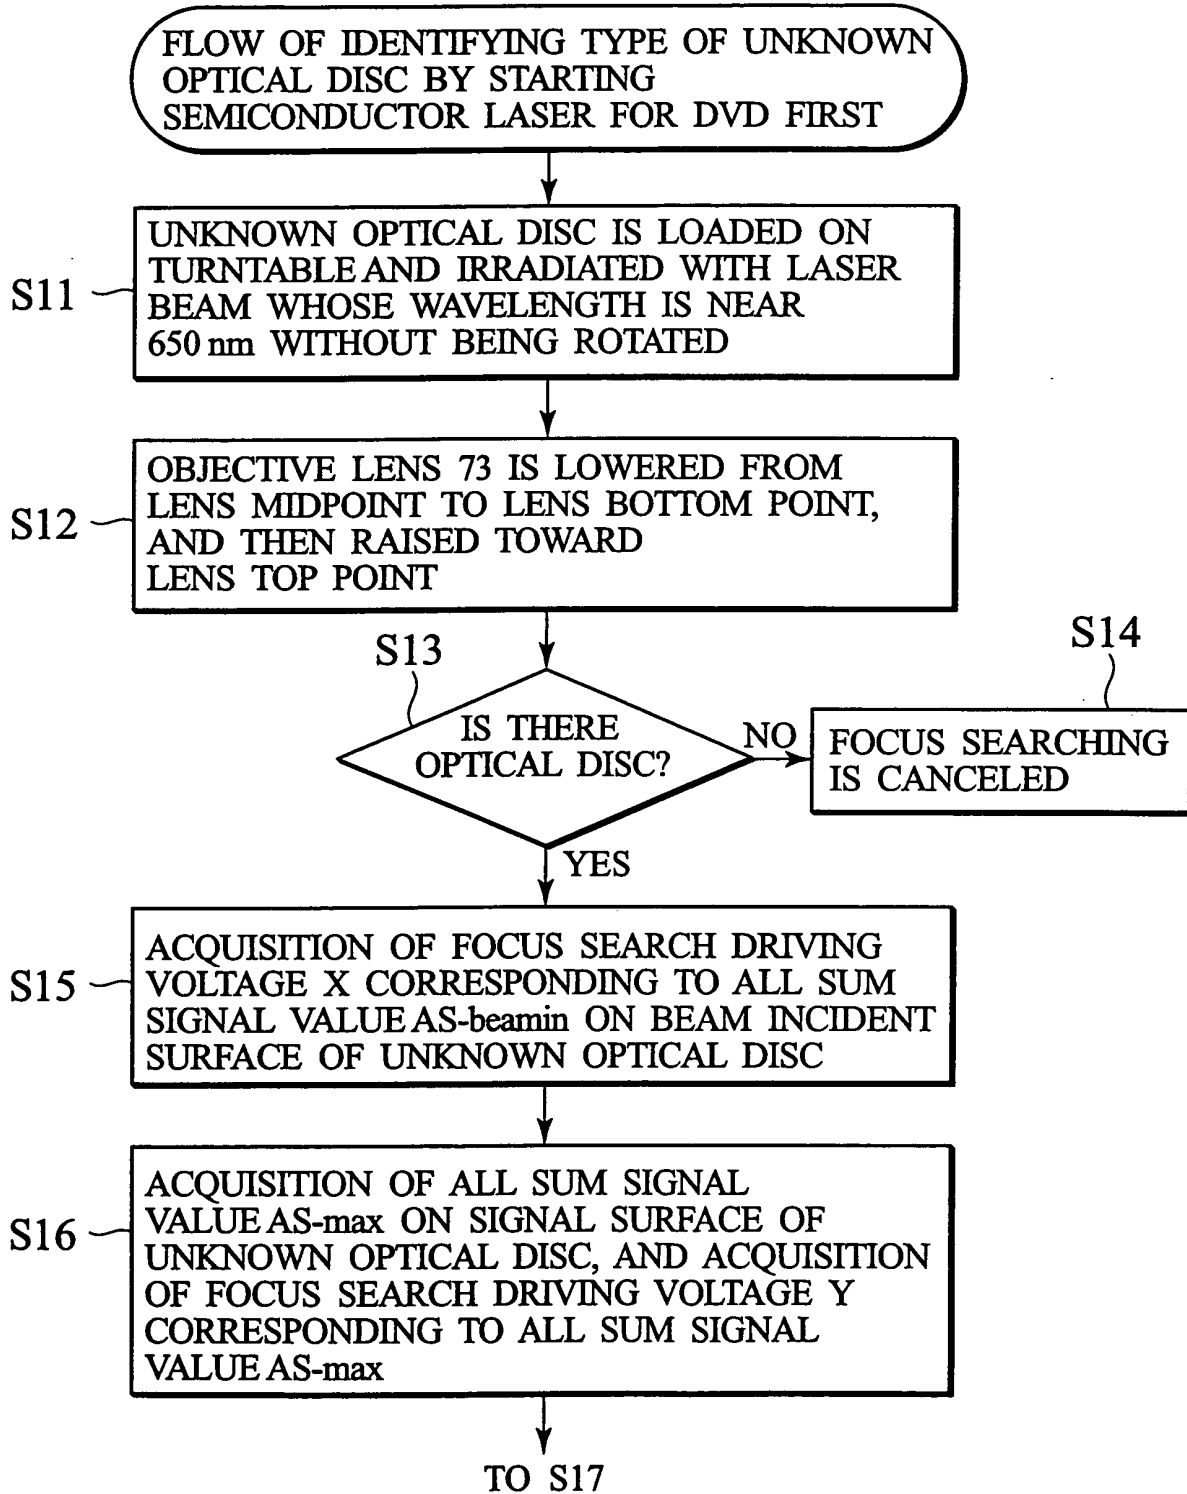 FLOW OF IDENTIFYING TYPE OF UNKNOWN
OPTICAL DISC BY STARTING
SEMICONDUCTOR LASER FOR DVD FIRST
S11
UNKNOWN OPTICAL DISC IS LOADED ON
TURNTABLE AND IRRADIATED WITH LASER
BEAM WHOSE WAVELENGTH IS NEAR
650 nm WITHOUT BEING ROTATED
S12
OBJECTIVE LENS 73 IS LOWERED FROM
LENS MIDPOINT TO LENS BOTTOM POINT,
AND THEN RAISED TOWARD
LENS TOP POINT
S13
IS THERE
OPTICAL DISC?
NO
S14
FOCUS SEARCHING
IS CANCELED
YES
S15
ACQUISITION OF FOCUS SEARCH DRIVING
VOLTAGE X CORRESPONDING TO ALL SUM
SIGNAL VALUE AS-beamin ON BEAM INCIDENT
SURFACE OF UNKNOWN OPTICAL DISC
S16
ACQUISITION OF ALL SUM SIGNAL
VALUE AS-max ON SIGNAL SURFACE OF
UNKNOWN OPTICAL DISC, AND ACQUISITION
OF FOCUS SEARCH DRIVING VOLTAGE Y
CORRESPONDING TO ALL SUM SIGNAL
VALUE AS-max
TO S17